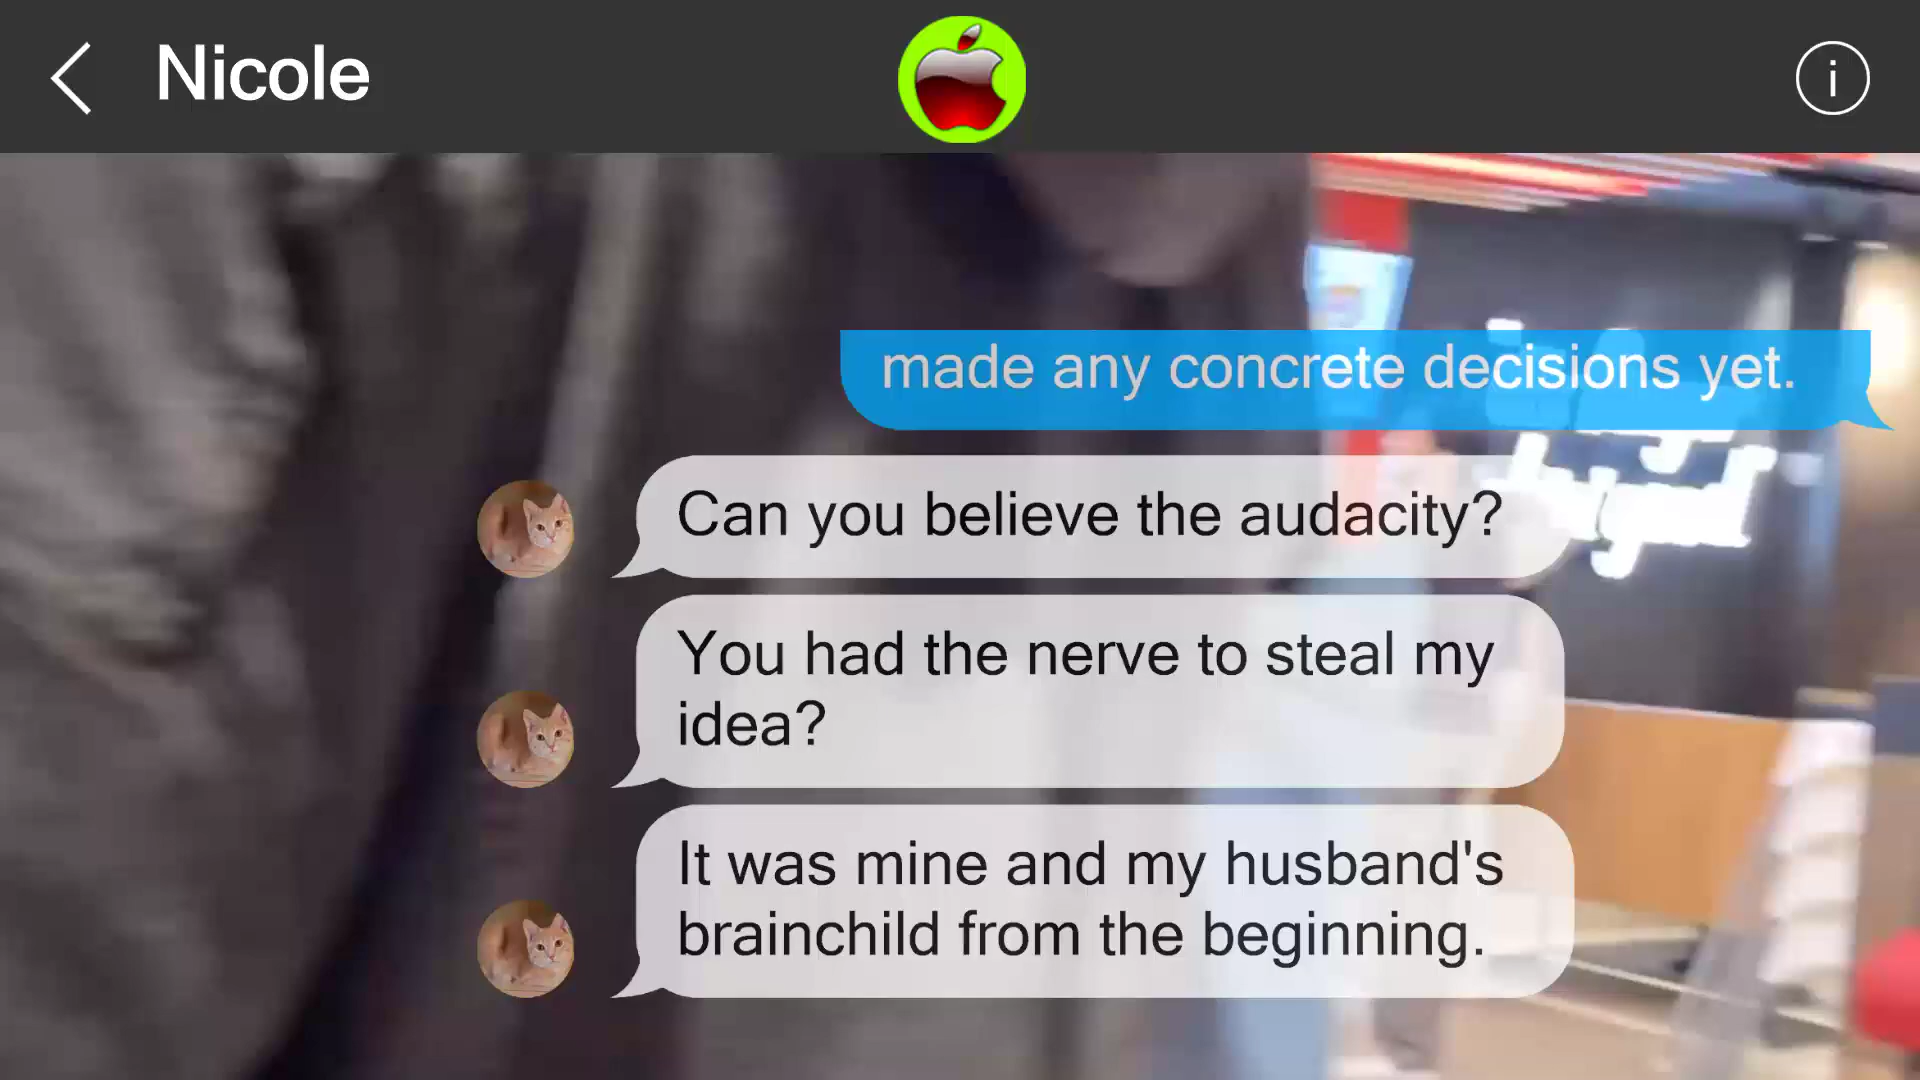 Nicole
made any concrete decisions yet.
Can you believe the audacity?
You had the nerve to steal my
idea?
It was mine and my husband's
brainchild from the beginning.